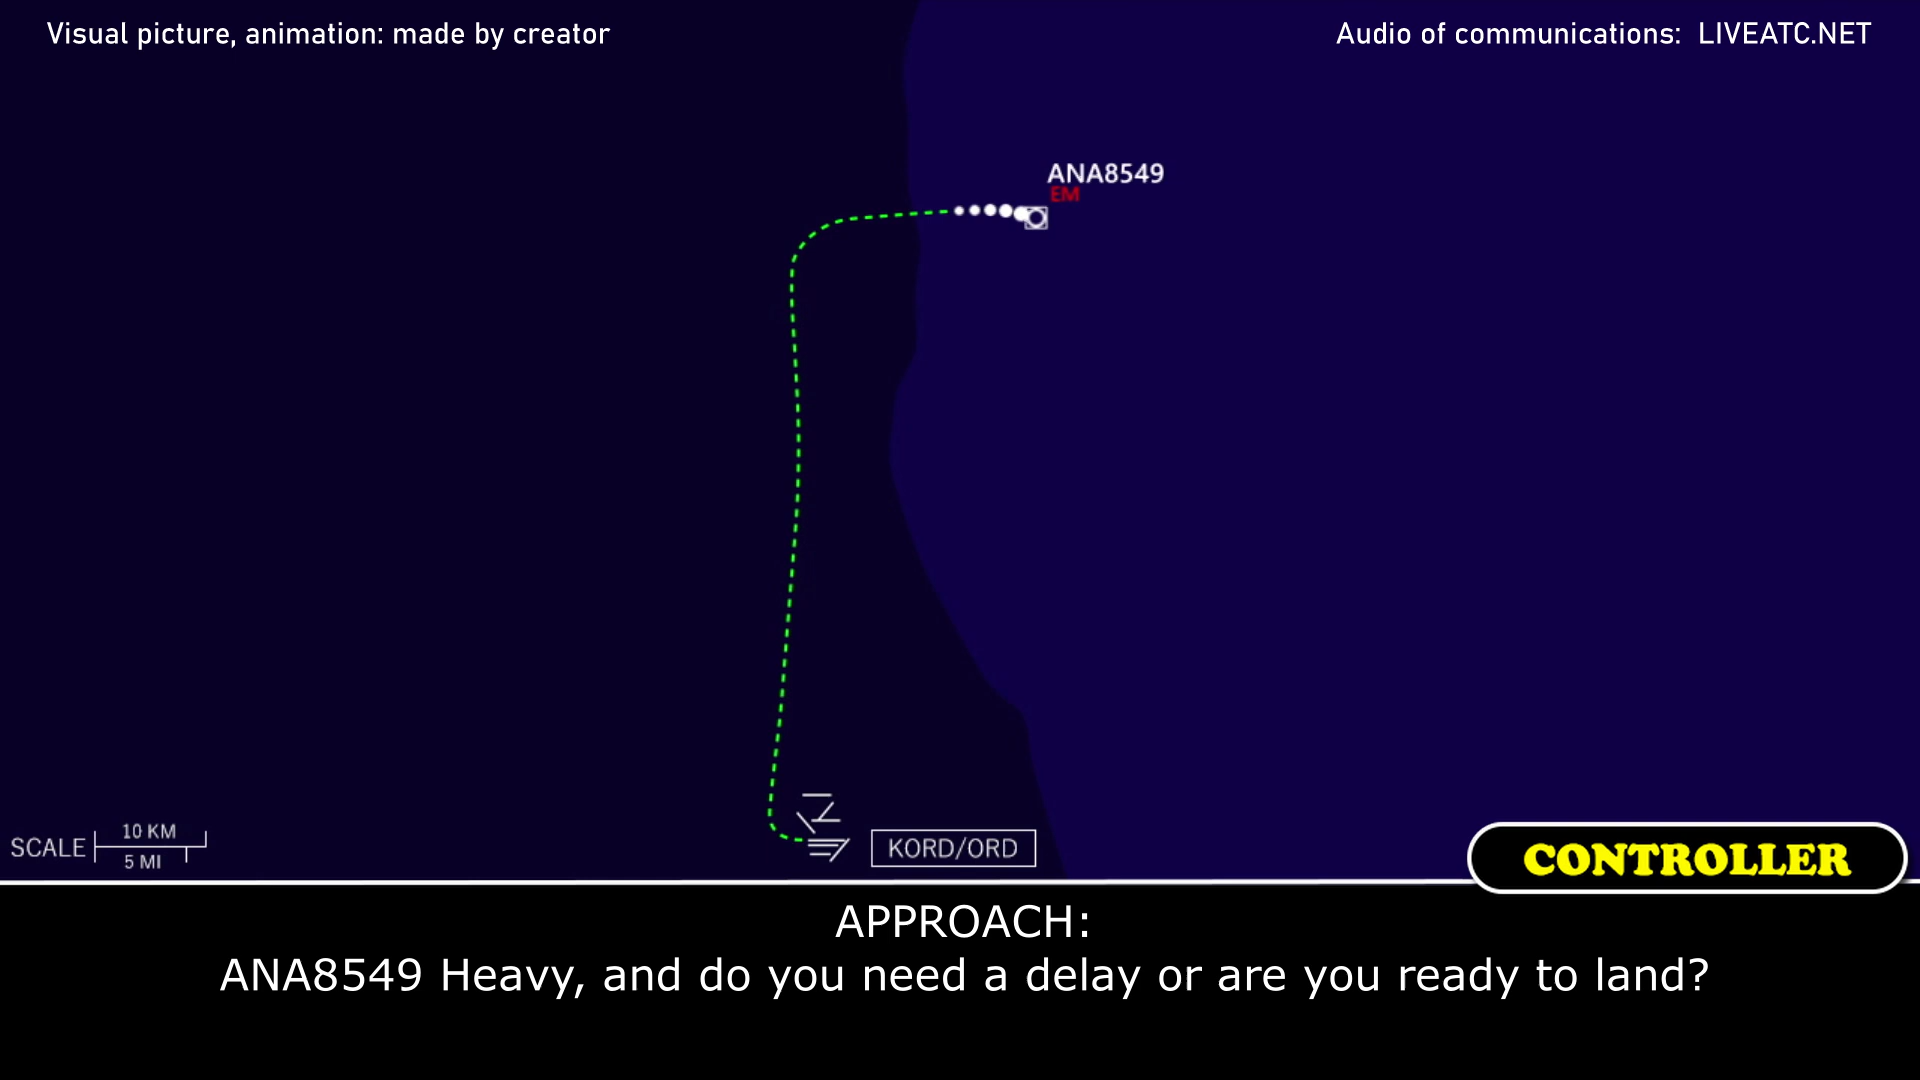 Visual picture, animation: made by creator
Audio of communications: LIVEATC.NET
ANA8549
EM
SCALE
10 KM
5 MI
KORD/ORD
CONTROLLER
APPROACH:
ANA8549 Heavy, and do you need a delay or are you ready to land?